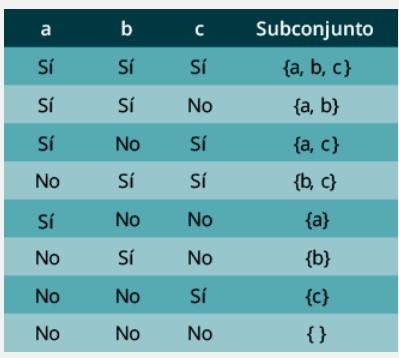 a b c Subconjunto
Sí Sí Sí {a, b, c}
Sí Sí No {a, b}
Sí No Sí {a, c}
No Sí Sí {b, c}
Sí No No {a}
No Sí No {b}
No No Sí {c}
No No No { }